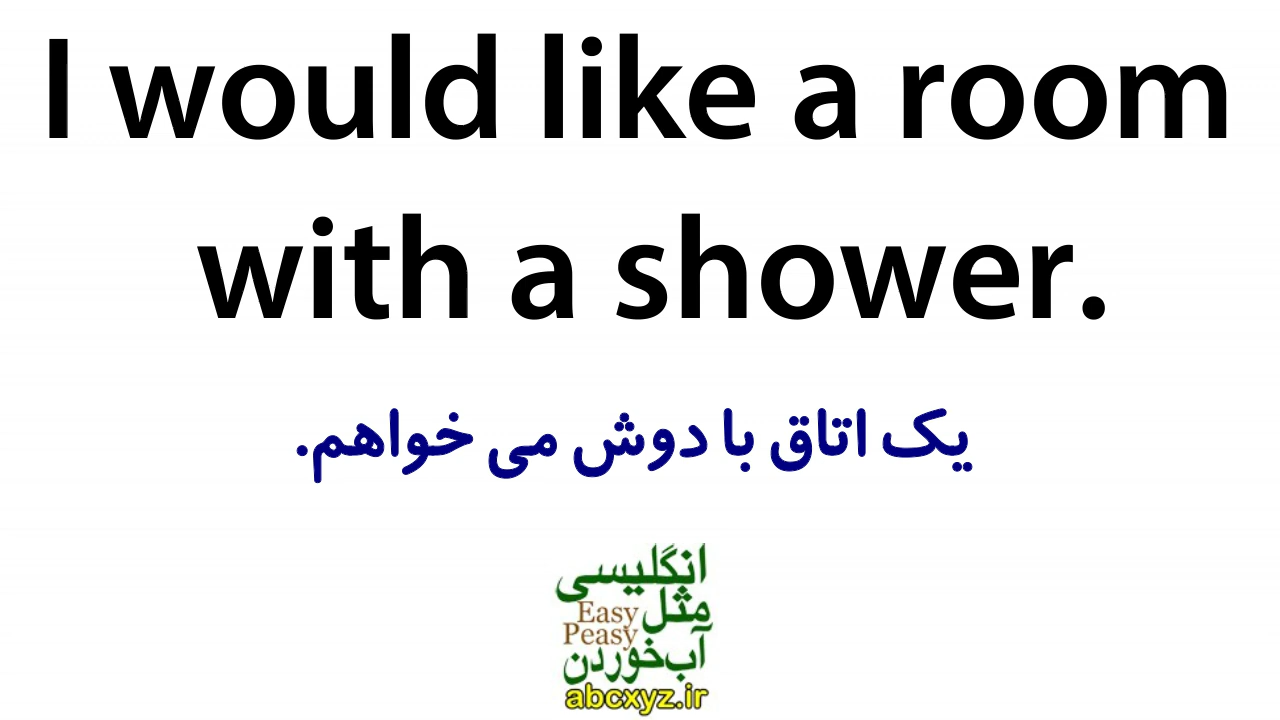 I would like a room
with a shower.
یک اتاق با دوش می خواهم.
انگلیسی
مثل
Easy
Peasy
آب خوردن
abcxyz.ir